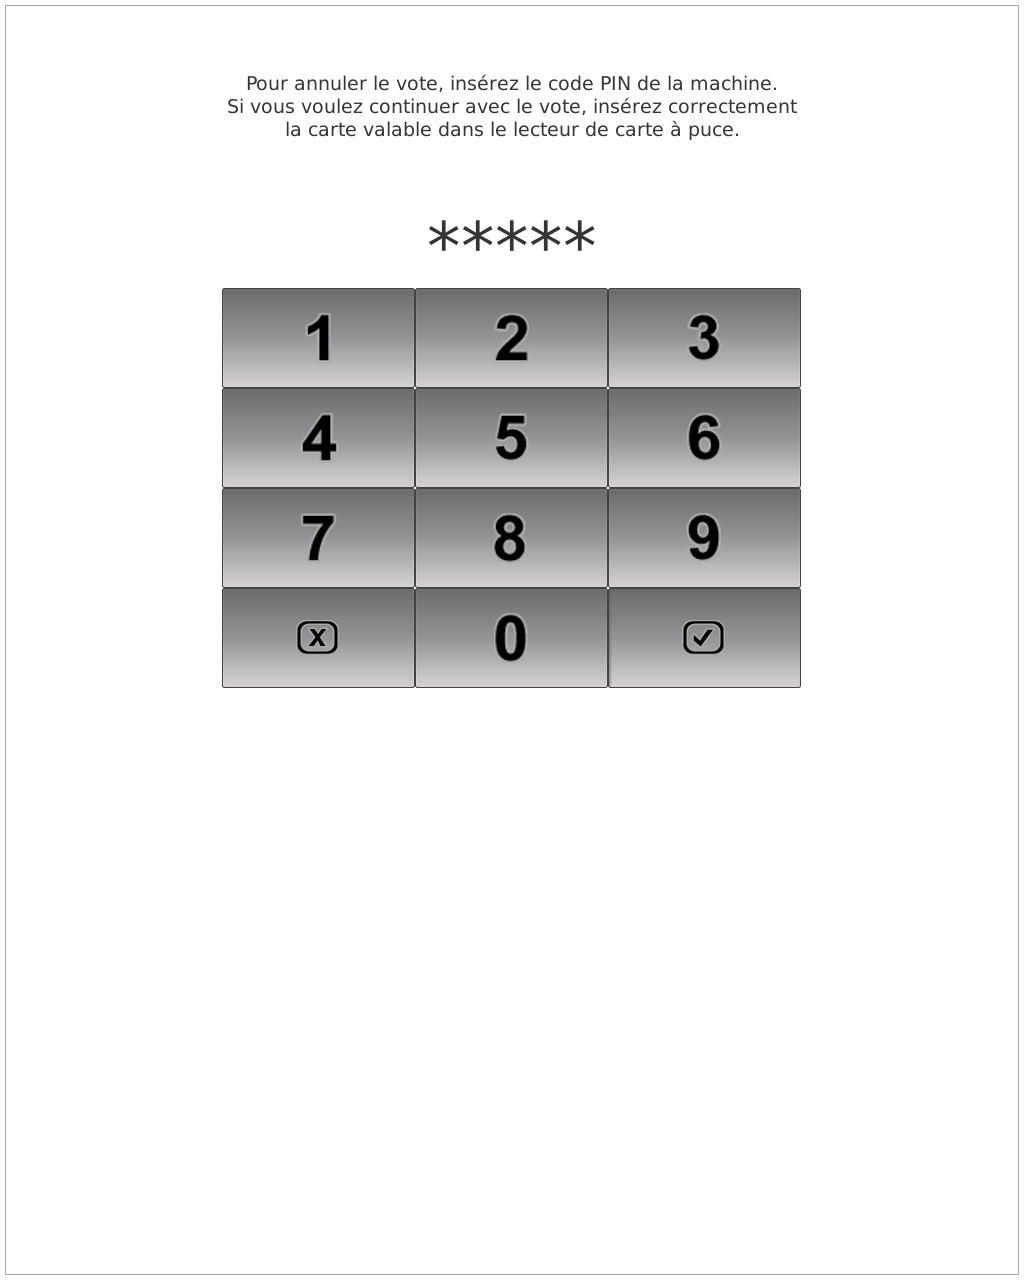 Pour annuler le vote, insérez le code PIN de la machine.
Si vous voulez continuer avec le vote, insérez correctement
la carte valable dans le lecteur de carte à puce.
*****
1 2 3
4 5 6
7 8 9
X 0 ✓